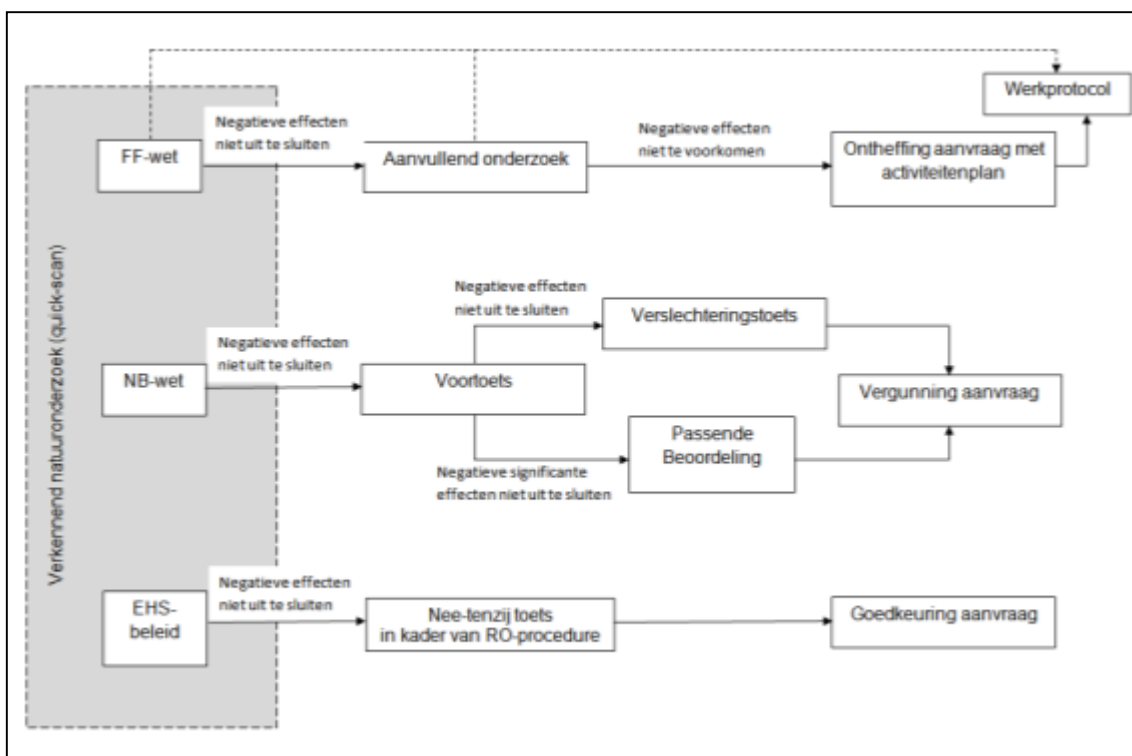 Verkennend natuuronderzoek (quick-scan)
Werkprotocol
FF-wet
Negatieve effecten
niet uit te sluiten
Aanvullend onderzoek
Negatieve effecten
niet te voorkomen
Ontheffing aanvraag met
activiteitenplan
NB-wet
Negatieve effecten
niet uit te sluiten
Voortoets
Negatieve effecten
niet uit te sluiten
Verslechteringstoets
Negatieve significante
effecten niet uit te sluiten
Passende
Beoordeling
Vergunning aanvraag
EHS-
beleid
Negatieve effecten
niet uit te sluiten
Nee-tenzij toets
in kader van RO-procedure
Goedkeuring aanvraag